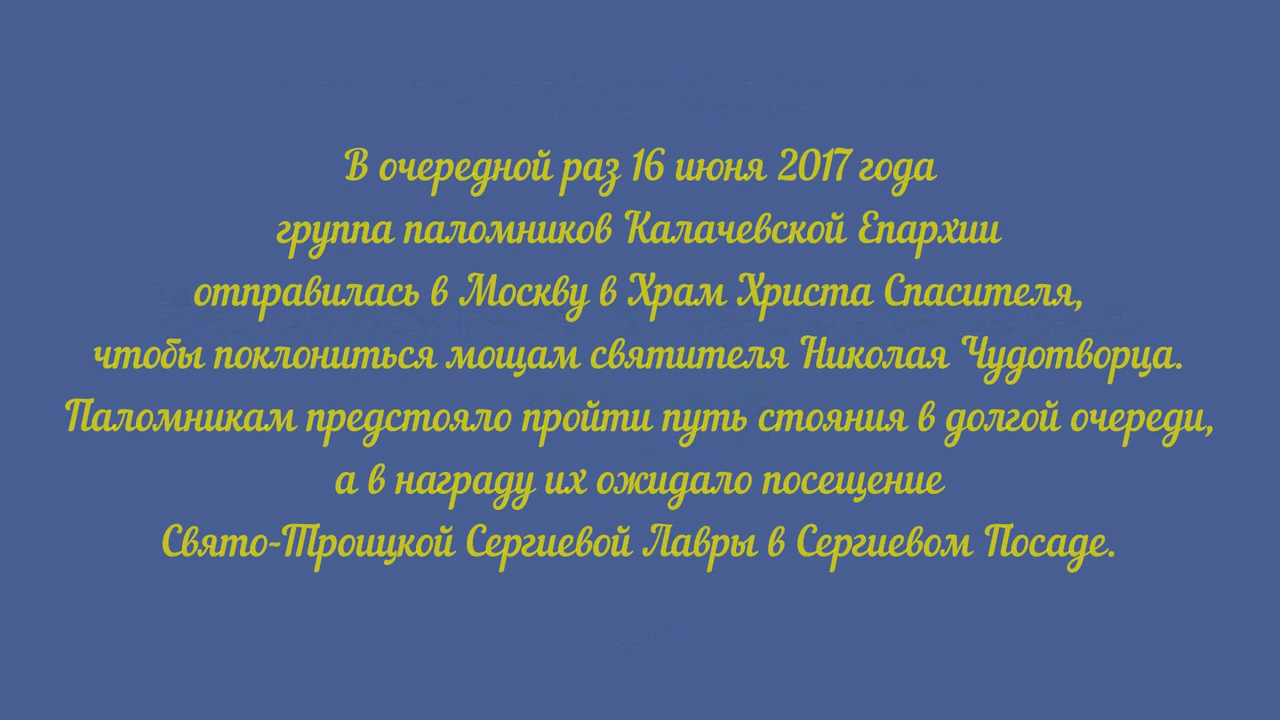 В очередной раз 16 июня 2017 года
группа паломников Калачевской Епархии
отправилась в Москву в Храм Христа Спасителя,
чтобы поклониться мощам святителя Николая Чудотворца.
Паломникам предстояло пройти путь стояния в долгой очереди,
а в награду их ожидало посещение
Свято-Троицкой Сергиевой Лавры в Сергиевом Посаде.